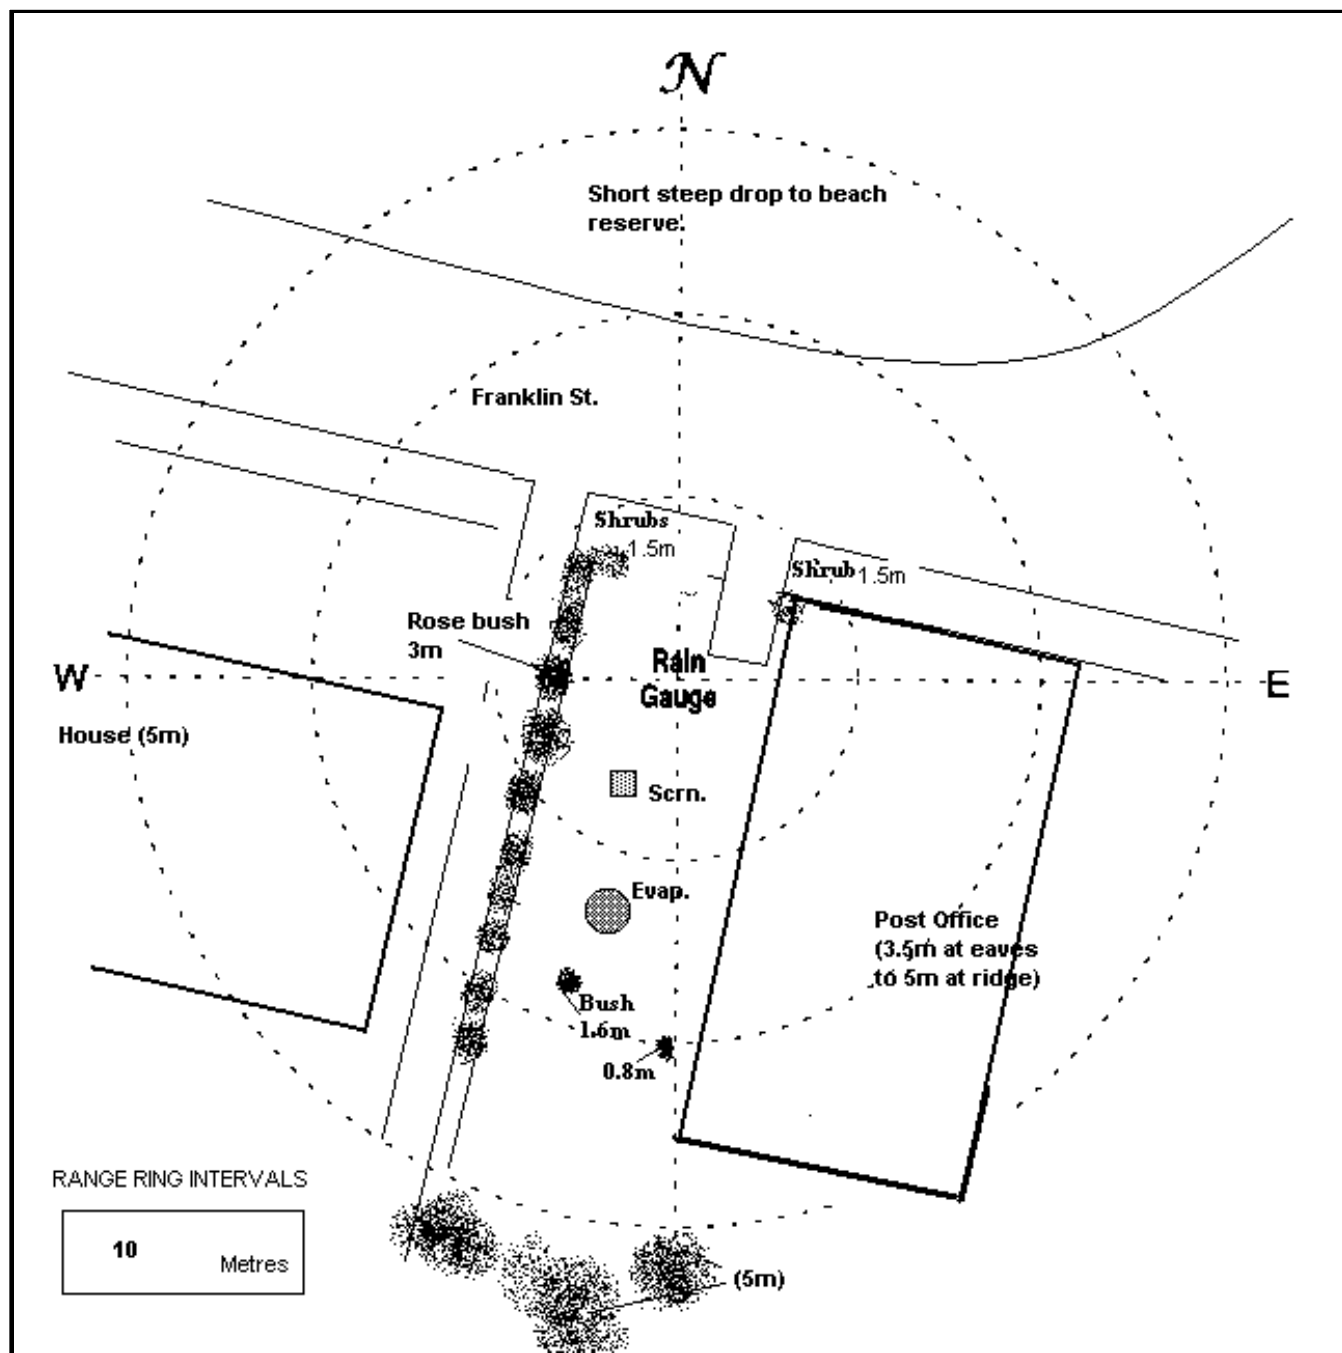 N
Short steep drop to beach
reserve.
Franklin St.
Shrubs
1.5m
Shrub 1.5m
Rose bush
3m
Rain
Gauge
W
E
House (5m)
Scrn.
Evap.
Post Office
(3.5m at eaves
to 5m at ridge)
Bush
1.6m
0.8m
RANGE RING INTERVALS
10 Metres
(5m)